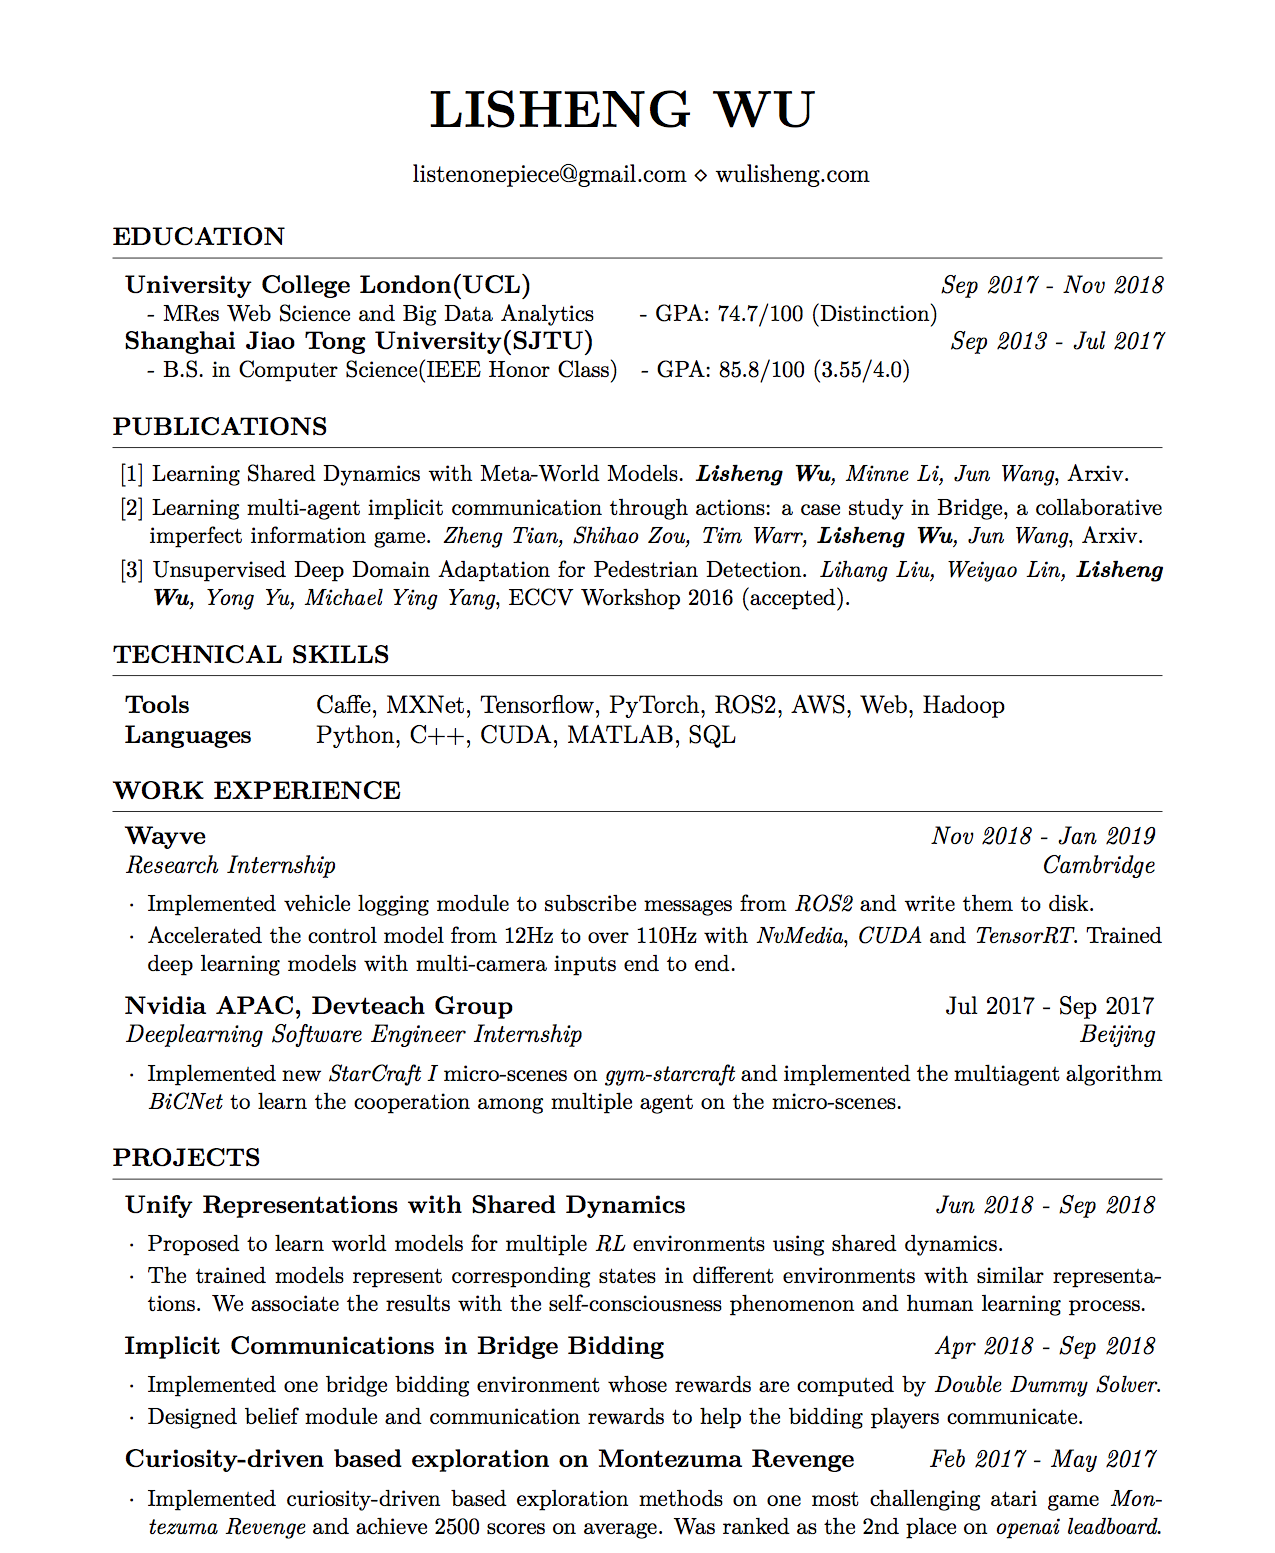 LISHENG WU
listenonepiece@gmail.com ⋄ wulisheng.com
EDUCATION
University College London(UCL) Sep 2017 - Nov 2018
- MRes Web Science and Big Data Analytics - GPA: 74.7/100 (Distinction)
Shanghai Jiao Tong University(SJTU) Sep 2013 - Jul 2017
- B.S. in Computer Science(IEEE Honor Class) - GPA: 85.8/100 (3.55/4.0)
PUBLICATIONS
[1] Learning Shared Dynamics with Meta-World Models. Lisheng Wu, Minne Li, Jun Wang, Arxiv.
[2] Learning multi-agent implicit communication through actions: a case study in Bridge, a collaborative
imperfect information game. Zheng Tian, Shihao Zou, Tim Warr, Lisheng Wu, Jun Wang, Arxiv.
[3] Unsupervised Deep Domain Adaptation for Pedestrian Detection. Lihang Liu, Weiyao Lin, Lisheng
Wu, Yong Yu, Michael Ying Yang, ECCV Workshop 2016 (accepted).
TECHNICAL SKILLS
Tools Caffe, MXNet, Tensorflow, PyTorch, ROS2, AWS, Web, Hadoop
Languages Python, C++, CUDA, MATLAB, SQL
WORK EXPERIENCE
Wayve Nov 2018 - Jan 2019
Research Internship Cambridge
· Implemented vehicle logging module to subscribe messages from ROS2 and write them to disk.
· Accelerated the control model from 12Hz to over 110Hz with NvMedia, CUDA and TensorRT. Trained
deep learning models with multi-camera inputs end to end.
Nvidia APAC, Devteach Group Jul 2017 - Sep 2017
Deeplearning Software Engineer Internship Beijing
· Implemented new StarCraft I micro-scenes on gym-starcraft and implemented the multiagent algorithm
BiCNet to learn the cooperation among multiple agent on the micro-scenes.
PROJECTS
Unify Representations with Shared Dynamics Jun 2018 - Sep 2018
· Proposed to learn world models for multiple RL environments using shared dynamics.
· The trained models represent corresponding states in different environments with similar representa-
tions. We associate the results with the self-consciousness phenomenon and human learning process.
Implicit Communications in Bridge Bidding Apr 2018 - Sep 2018
· Implemented one bridge bidding environment whose rewards are computed by Double Dummy Solver.
· Designed belief module and communication rewards to help the bidding players communicate.
Curiosity-driven based exploration on Montezuma Revenge Feb 2017 - May 2017
· Implemented curiosity-driven based exploration methods on one most challenging atari game Mon-
tezuma Revenge and achieve 2500 scores on average. Was ranked as the 2nd place on openai leadboard.